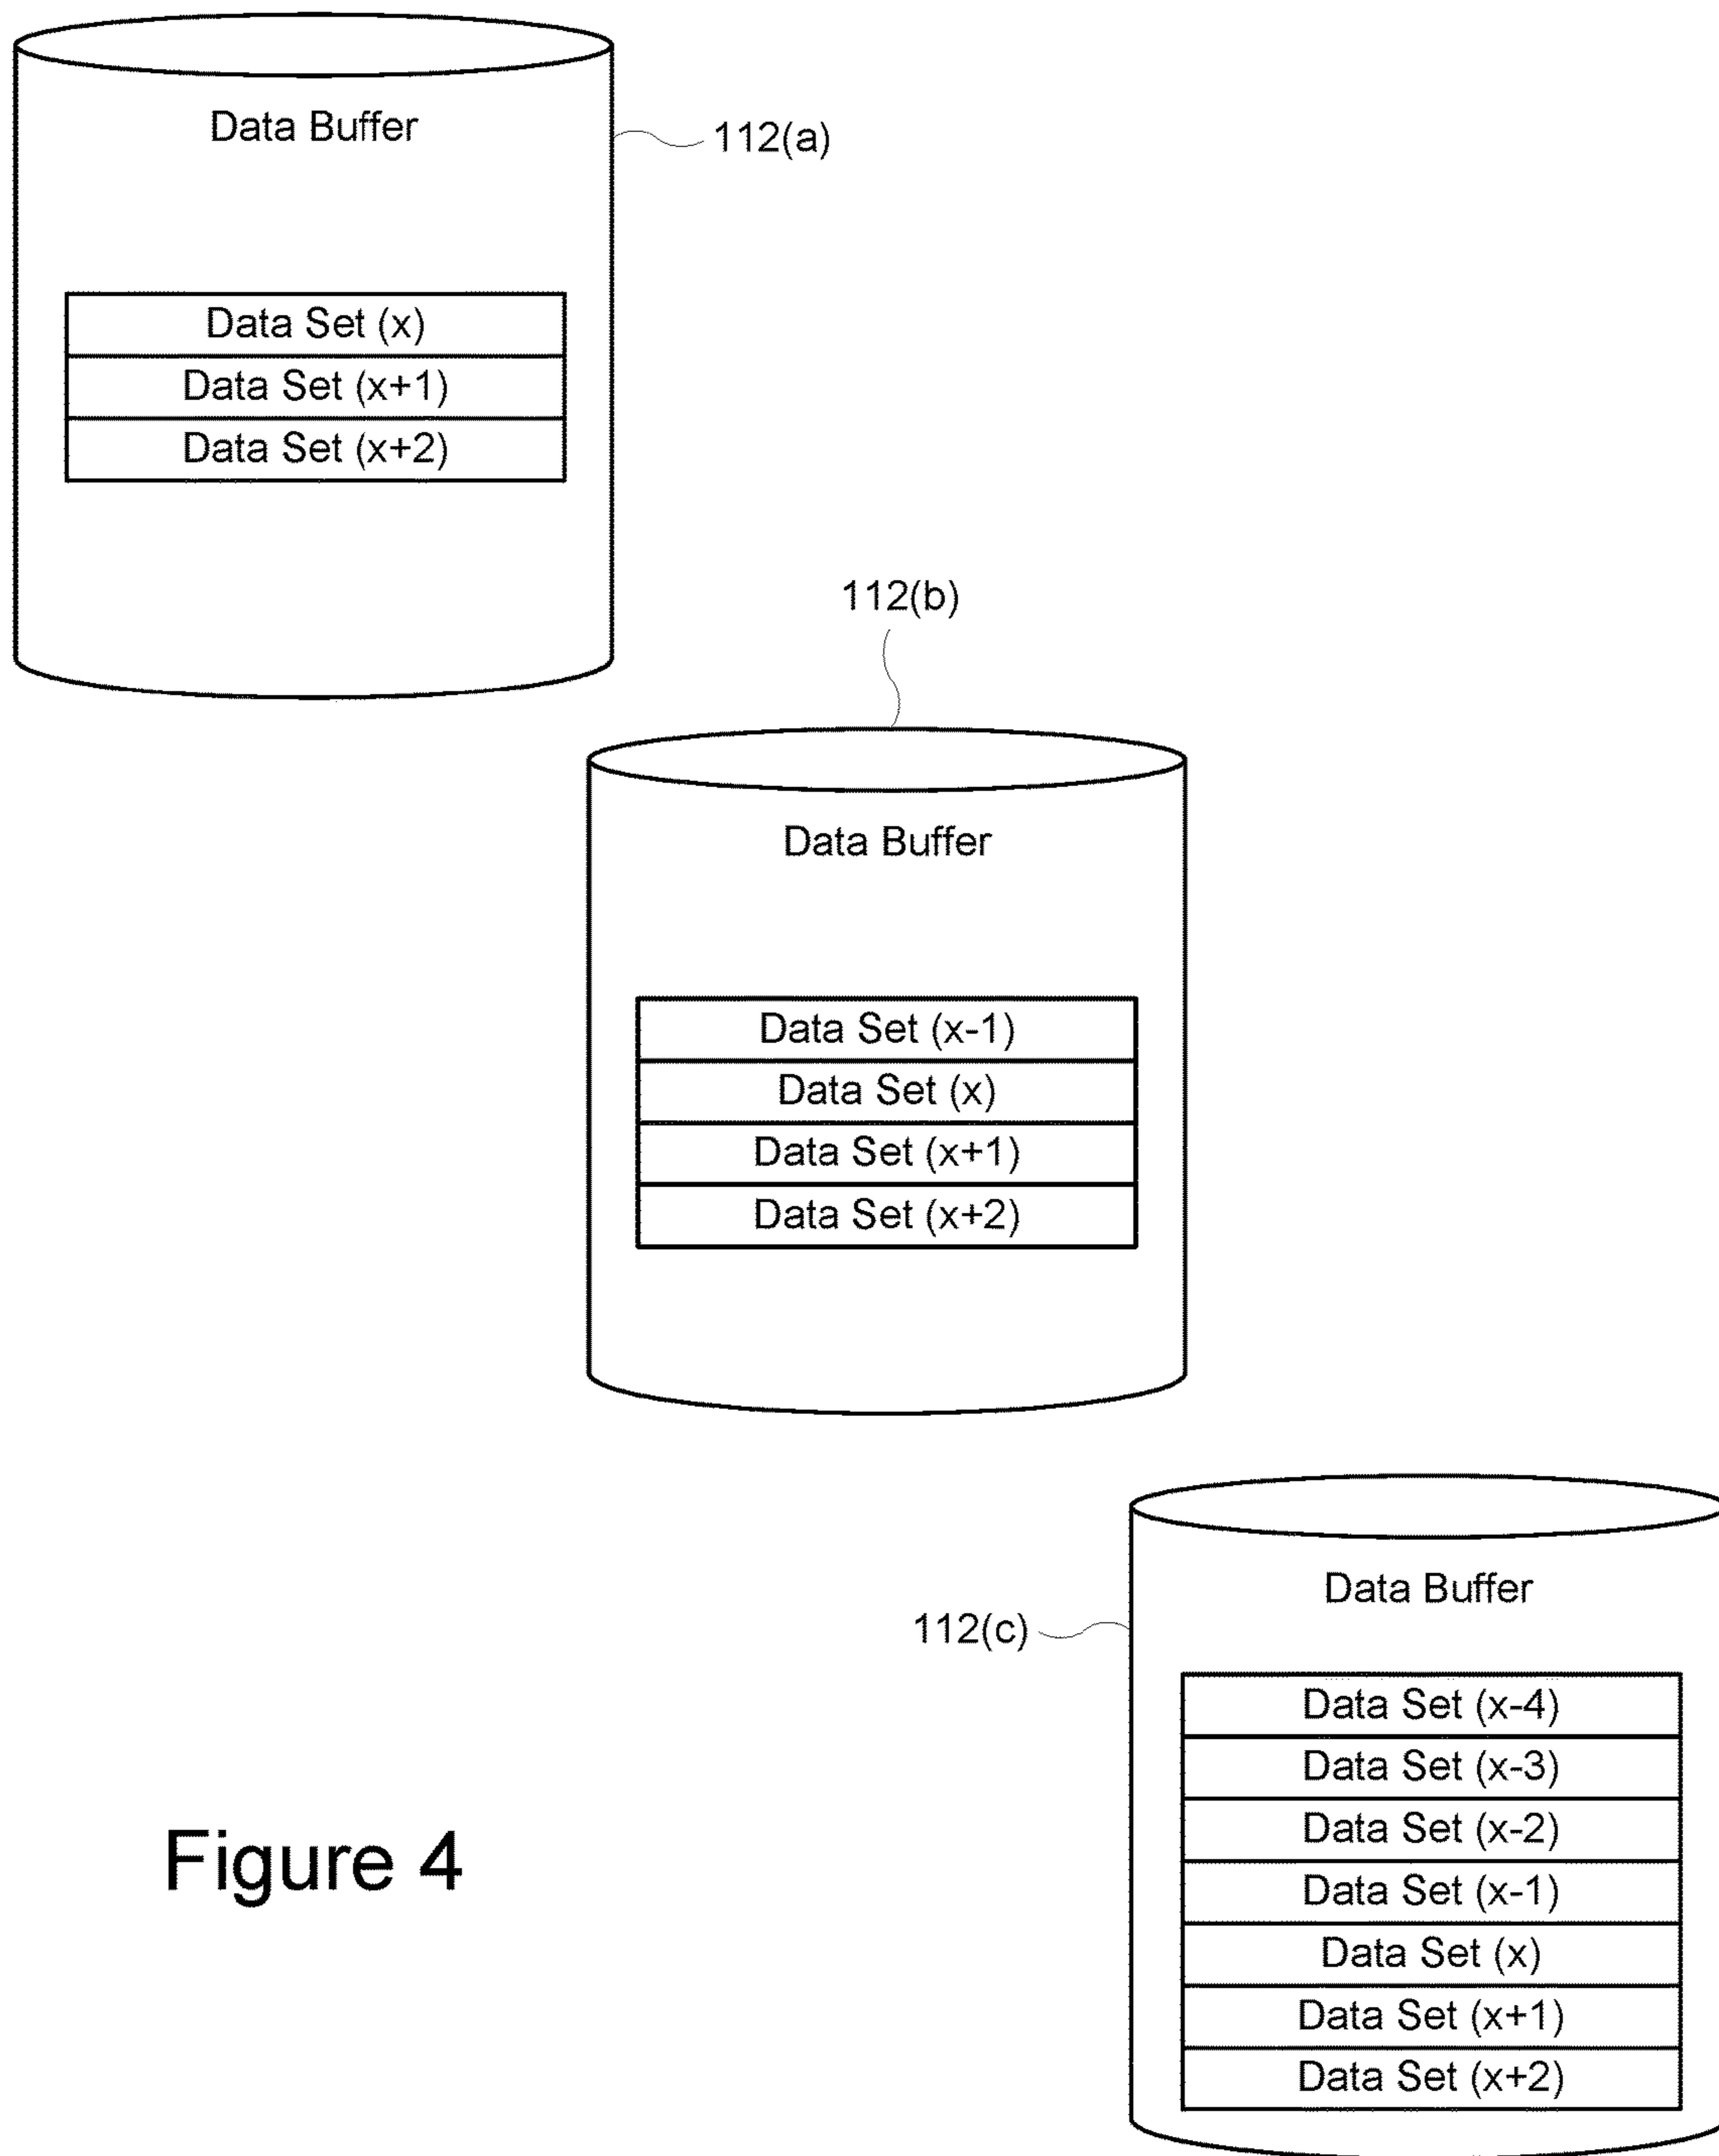 Data Buffer
112(a)
Data Set (x)
Data Set (x+1)
Data Set (x+2)
112(b)
Data Buffer
Data Set (x-1)
Data Set (x)
Data Set (x+1)
Data Set (x+2)
Data Buffer
112(c)
Data Set (x-4)
Data Set (x-3)
Data Set (x-2)
Data Set (x-1)
Data Set (x)
Data Set (x+1)
Data Set (x+2)
Figure 4